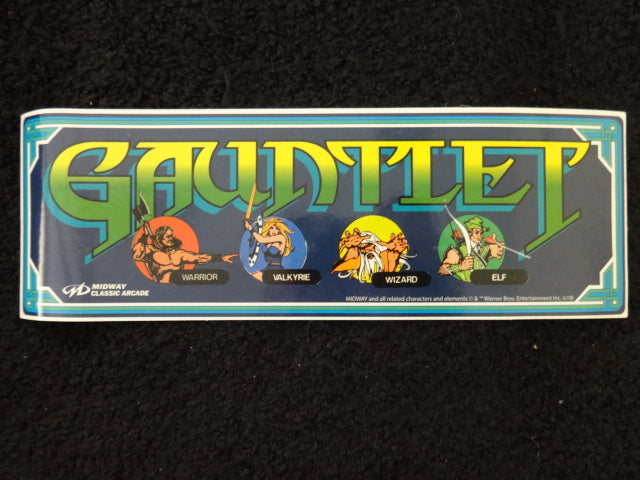 GAUNTLET
WARRIOR
VALKYRIE
WIZARD
ELF
MIDWAY
CLASSIC ARCADE
MIDWAY and all related characters and elements © & ™ Warner Bros. Entertainment Inc. (s18)